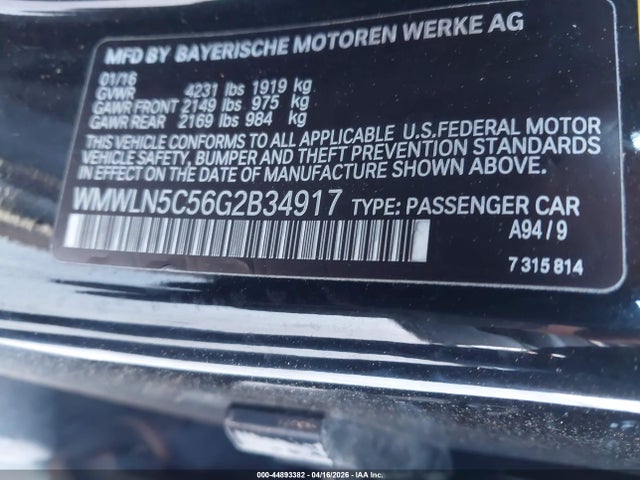 MFD BY BAYERISCHE MOTOREN WERKE AG
01/16
GVWR 4231 lbs 1919 kg
GAWR FRONT 2149 lbs 975 kg
GAWR REAR 2169 lbs 984 kg
THIS VEHICLE CONFORMS TO ALL APPLICABLE U.S.FEDERAL MOTOR
VEHICLE SAFETY, BUMPER AND THEFT PREVENTION STANDARDS
IN EFFECT ON THE DATE OF MANUFACTURE SHOWN ABOVE.
WMWLN5C56G2B34917 TYPE: PASSENGER CAR
A94/9
7 315 814
000-44893382 - 04/16/2026 - IAA Inc.